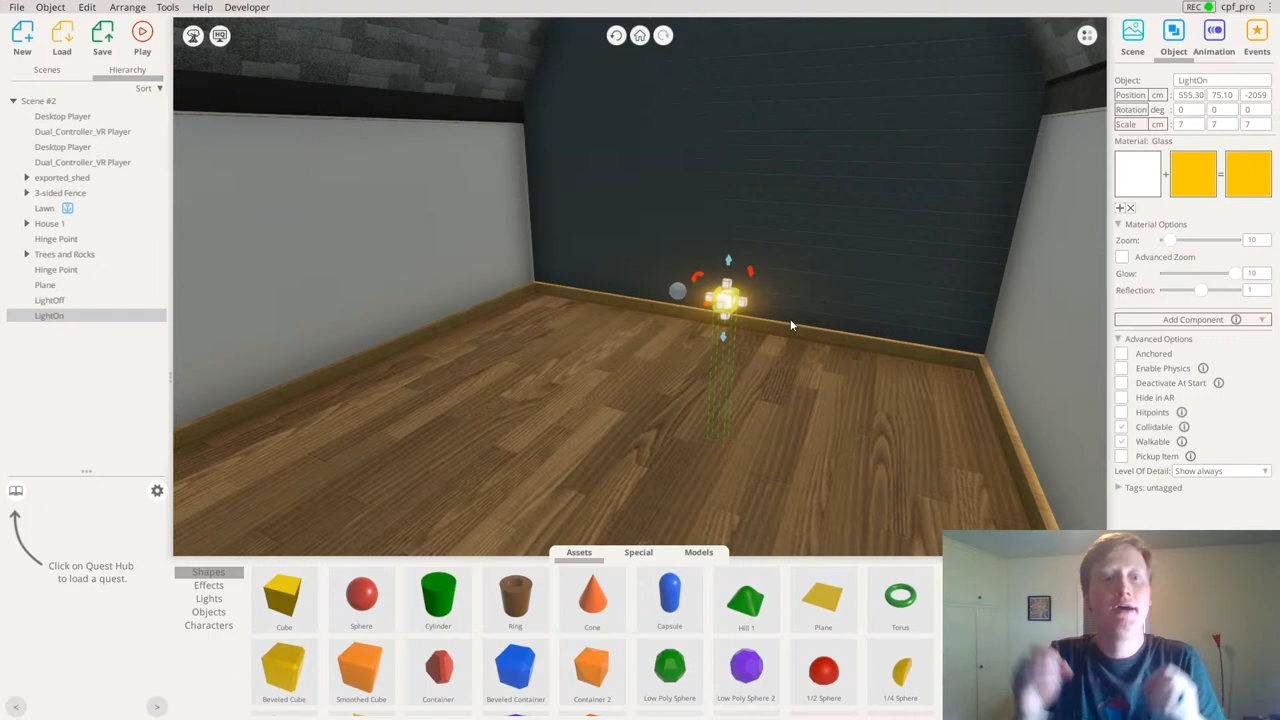 File Object Edit Arrange Tools Help Developer
REC cpf_pro
New Load Save Play
HQ
Scene Object Animation Events
Scenes Hierarchy
Sort
Scene #2
Desktop Player
Dual_Controller_VR Player
Desktop Player
Dual_Controller_VR Player
exported_shed
3-sided Fence
Lawn
House 1
Hinge Point
Trees and Rocks
Hinge Point
Plane
LightOff
LightOn
Click on Quest Hub
to load a quest.
Object: LightOn
Position cm : 555.30 75.10 -2059
Rotation deg : 0 0 0
Scale cm : 7 7 7
Material: Glass
+ =
Material Options
Zoom: 10
Advanced Zoom
Glow: 10
Reflection: 1
Add Component
Advanced Options
Anchored
Enable Physics
Deactivate At Start
Hide in AR
Hitpoints
Collidable
Walkable
Pickup Item
Level Of Detail: Show always
Tags: untagged
Assets Special Models
Shapes
Effects
Lights
Objects
Characters
Cube Sphere Cylinder Ring Cone Capsule Hill 1 Plane Torus
Beveled Cube Smoothed Cube Container Beveled Container Container 2 Low Poly Sphere Low Poly Sphere 2 1/2 Sphere 1/4 Sphere
< >